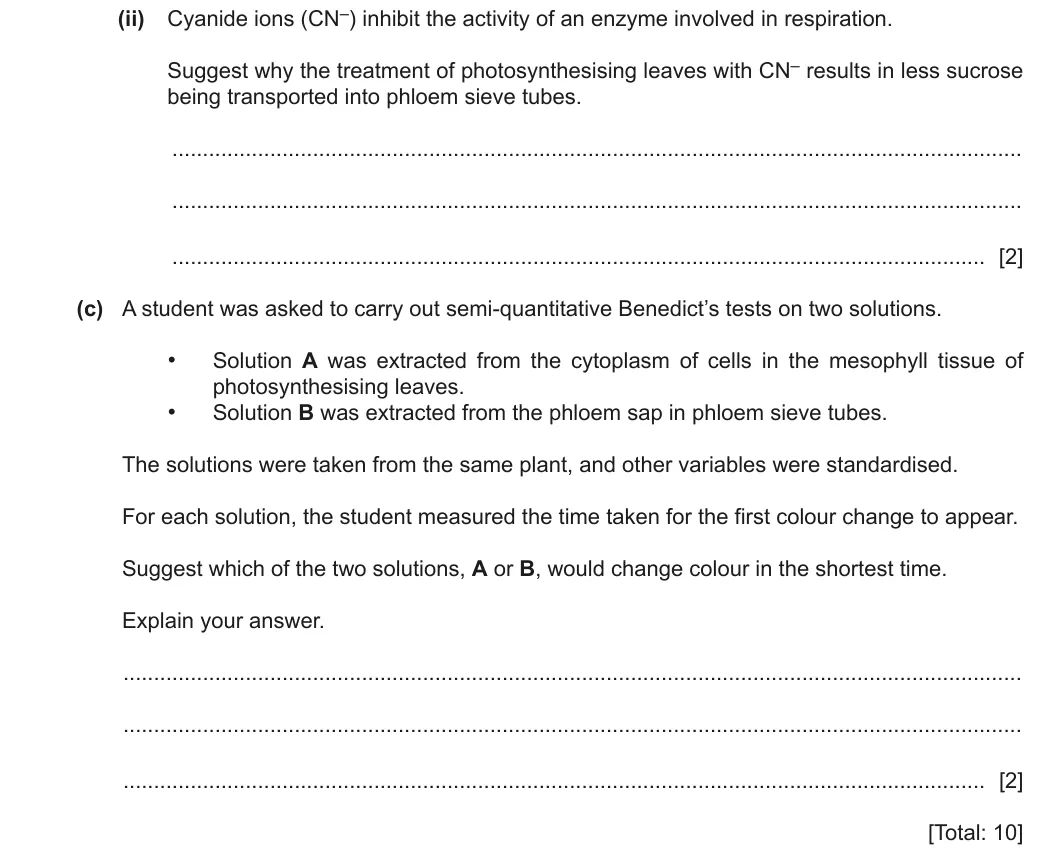 (ii) Cyanide ions (CN–) inhibit the activity of an enzyme involved in respiration.
Suggest why the treatment of photosynthesising leaves with CN– results in less sucrose
being transported into phloem sieve tubes.
...................................................................................................................................
...................................................................................................................................
............................................................................................................................. [2]
(c) A student was asked to carry out semi-quantitative Benedict’s tests on two solutions.
• Solution A was extracted from the cytoplasm of cells in the mesophyll tissue of
photosynthesising leaves.
• Solution B was extracted from the phloem sap in phloem sieve tubes.
The solutions were taken from the same plant, and other variables were standardised.
For each solution, the student measured the time taken for the first colour change to appear.
Suggest which of the two solutions, A or B, would change colour in the shortest time.
Explain your answer.
...................................................................................................................................
...................................................................................................................................
............................................................................................................................. [2]
[Total: 10]